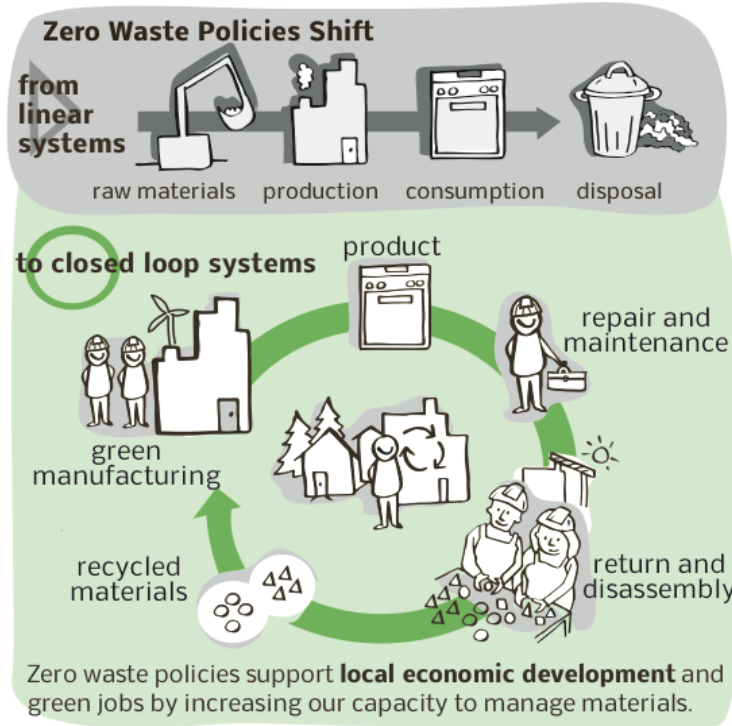 Zero Waste Policies Shift
from
linear
systems
raw materials
production
consumption
disposal
to closed loop systems
product
repair and
maintenance
return and
disassembly
recycled
materials
green
manufacturing
Zero waste policies support local economic development and
green jobs by increasing our capacity to manage materials.